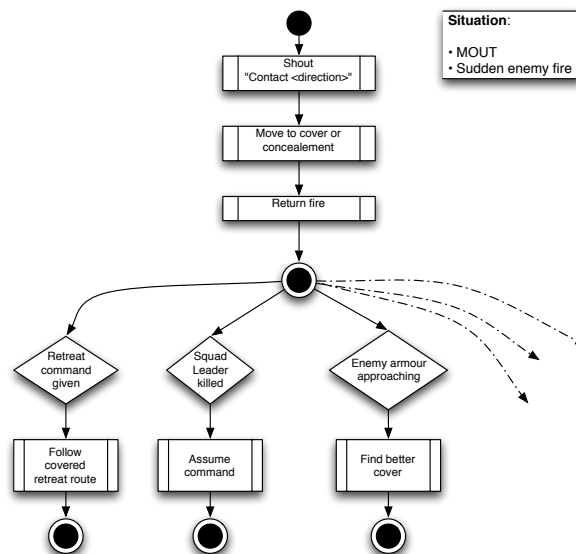 Situation:
• MOUT
• Sudden enemy fire
Shout
"Contact <direction>"
Move to cover or
concealement
Return fire
Retreat
command
given
Squad
Leader
killed
Enemy armour
approaching
Follow
covered
retreat route
Assume
command
Find better
cover